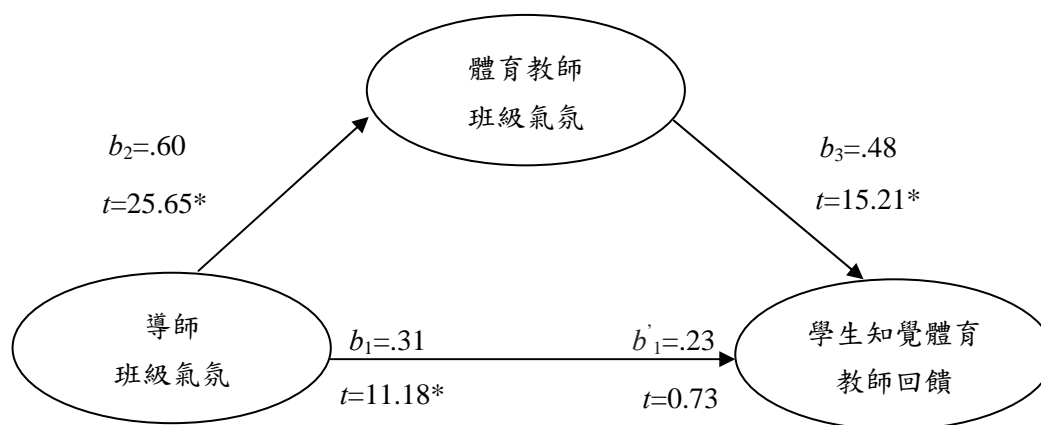 體育教師
班級氣氛
b₂=.60
t=25.65*
b₃=.48
t=15.21*
導師
班級氣氛
b₁=.31
t=11.18*
b’₁=.23
t=0.73
學生知覺體育
教師回饋